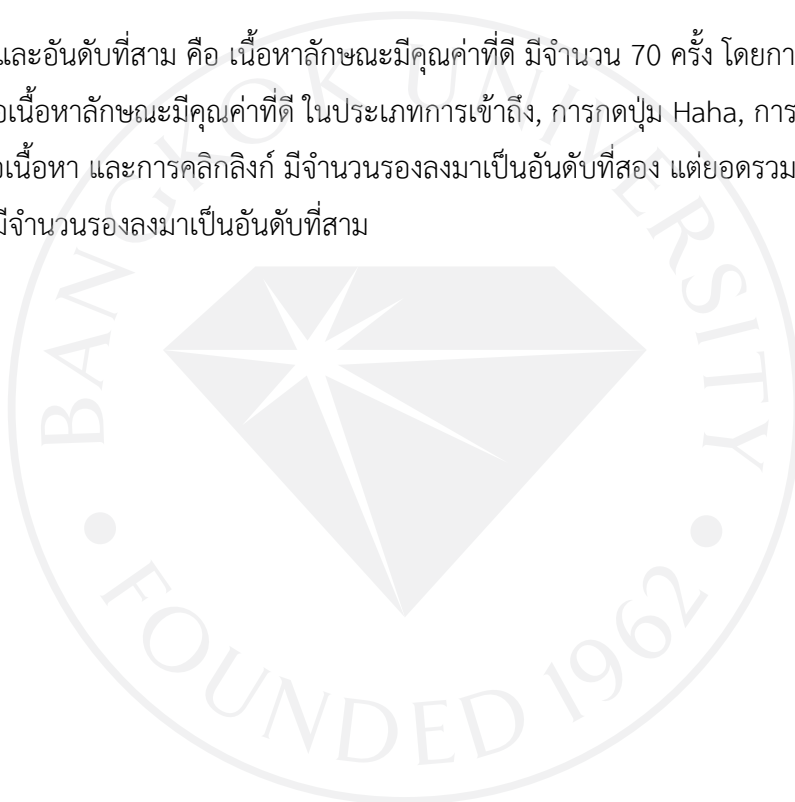 และอันดับที่สาม คือ เนื้อหาลักษณะมีคุณค่าที่ดี มีจำนวน 70 ครั้ง โดยกา
อเนื้อหาลักษณะมีคุณค่าที่ดี ในประเภทการเข้าถึง, การกดปุ่ม Haha, การ
อเนื้อหา และการคลิกลิงก์ มีจำนวนรองลงมาเป็นอันดับที่สอง แต่ยอดรวม
มีจำนวนรองลงมาเป็นอันดับที่สาม
BANGKOK UNIVERSITY
FOUNDED 1962